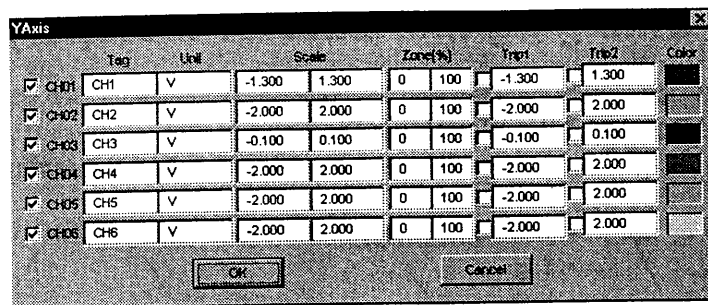 YAxis
Tag Unit Scale Zone[%] Trip1 Trip2 Color
CH01 CH1 V -1.300 1.300 0 100 -1.300 1.300
CH02 CH2 V -2.000 2.000 0 100 -2.000 2.000
CH03 CH3 V -0.100 0.100 0 100 -0.100 0.100
CH04 CH4 V -2.000 2.000 0 100 -2.000 2.000
CH05 CH5 V -2.000 2.000 0 100 -2.000 2.000
CH06 CH6 V -2.000 2.000 0 100 -2.000 2.000
OK Cancel